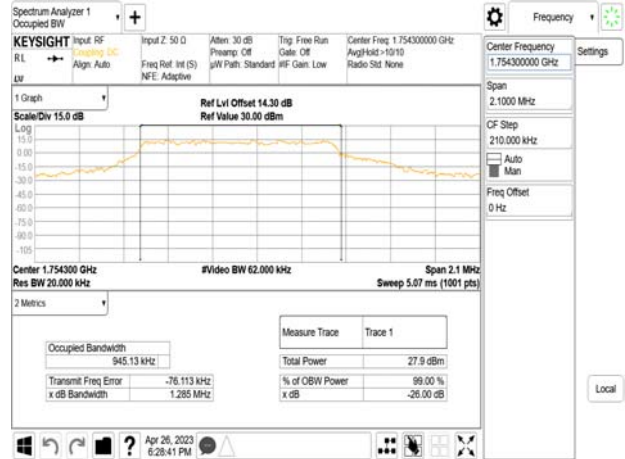 Spectrum Analyzer 1
Occupied BW
+
Frequency
KEYSIGHT
RL
Input: RF
Coupling: DC
Align: Auto
Input Z: 50 Ω
Freq Ref: Int (S)
NFE: Adaptive
Atten: 30 dB
Preamp: Off
µW Path: Standard
Trig: Free Run
Gate: Off
#IF Gain: Low
Center Freq: 1.754300000 GHz
Avg|Hold:>10/10
Radio Std: None
Center Frequency
1.754300000 GHz
Settings
Span
2.1000 MHz
CF Step
210.000 kHz
Auto
Man
Freq Offset
0 Hz
Local
1 Graph
Scale/Div 15.0 dB
Ref Lvl Offset 14.30 dB
Ref Value 30.00 dBm
Log
15.0
0.00
-15.0
-30.0
-45.0
-60.0
-75.0
-90.0
-105
Center 1.754300 GHz
#Video BW 62.000 kHz
Span 2.1 MHz
Res BW 20.000 kHz
Sweep 5.07 ms (1001 pts)
2 Metrics
Measure Trace Trace 1
Occupied Bandwidth
945.13 kHz
Total Power 27.9 dBm
Transmit Freq Error -76.113 kHz
% of OBW Power 99.00 %
x dB Bandwidth 1.285 MHz
x dB -26.00 dB
?
Apr 26, 2023
6:28:41 PM